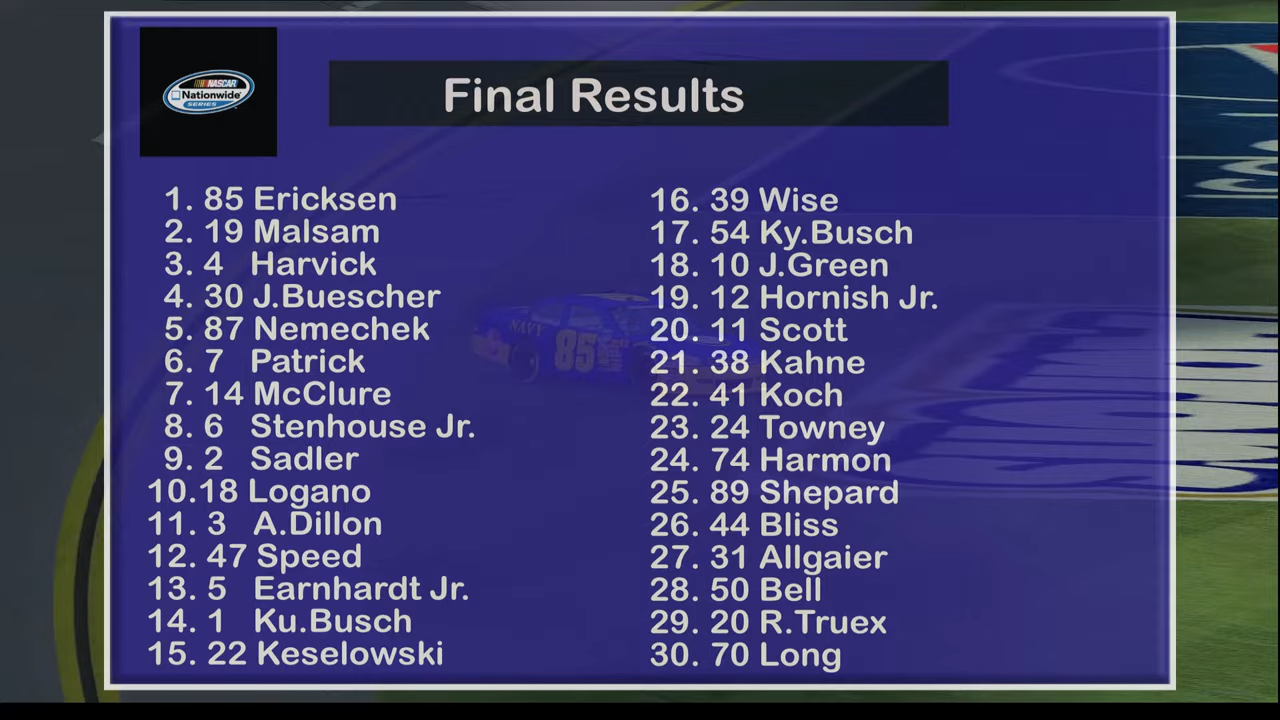 NASCAR
Nationwide
SERIES
Final Results
1. 85 Ericksen
2. 19 Malsam
3. 4 Harvick
4. 30 J.Buescher
5. 87 Nemechek
6. 7 Patrick
7. 14 McClure
8. 6 Stenhouse Jr.
9. 2 Sadler
10.18 Logano
11. 3 A.Dillon
12. 47 Speed
13. 5 Earnhardt Jr.
14. 1 Ku.Busch
15. 22 Keselowski
16. 39 Wise
17. 54 Ky.Busch
18. 10 J.Green
19. 12 Hornish Jr.
20. 11 Scott
21. 38 Kahne
22. 41 Koch
23. 24 Towney
24. 74 Harmon
25. 89 Shepard
26. 44 Bliss
27. 31 Allgaier
28. 50 Bell
29. 20 R.Truex
30. 70 Long
NAVY
85